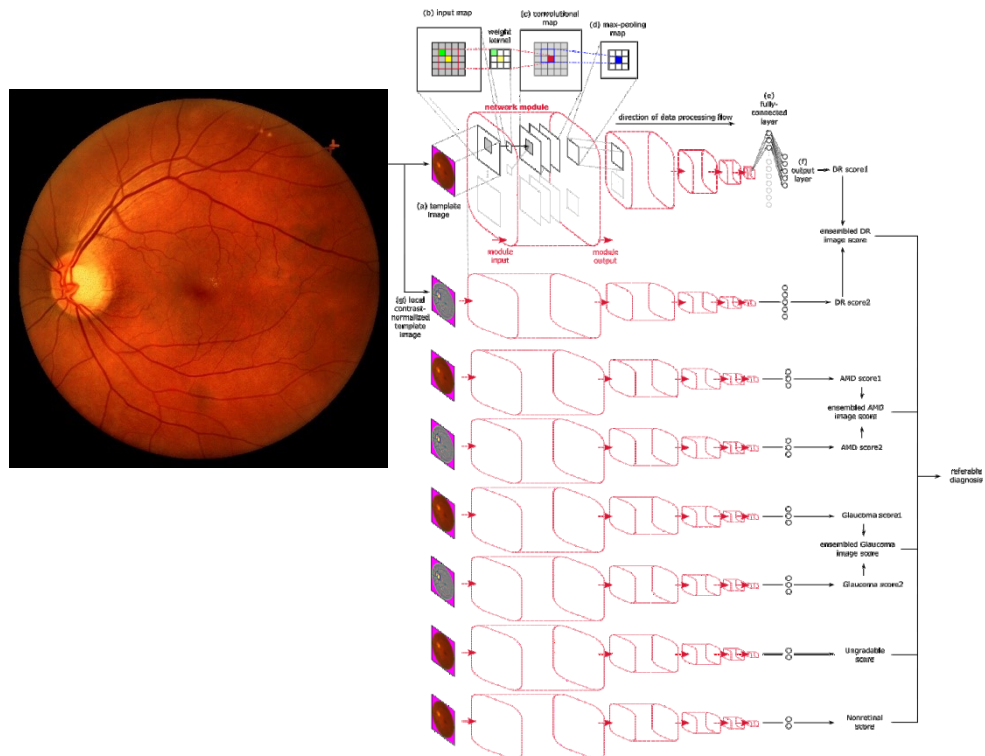 (b) input map
weight
kernel
(c) convolutional
map
(d) max-pooling
map
network module
direction of data processing flow
(e)
fully-
connected
layer
(f)
output
layer
DR score1
(a) template
image
module
input
module
output
ensembled DR
image score
(g) local
contrast-
normalized
template
image
DR score2
AMD score1
ensembled AMD
image score
AMD score2
referable
diagnosis
Glaucoma score1
ensembled Glaucoma
image score
Glaucoma score2
Ungradable
score
Nonretinal
score